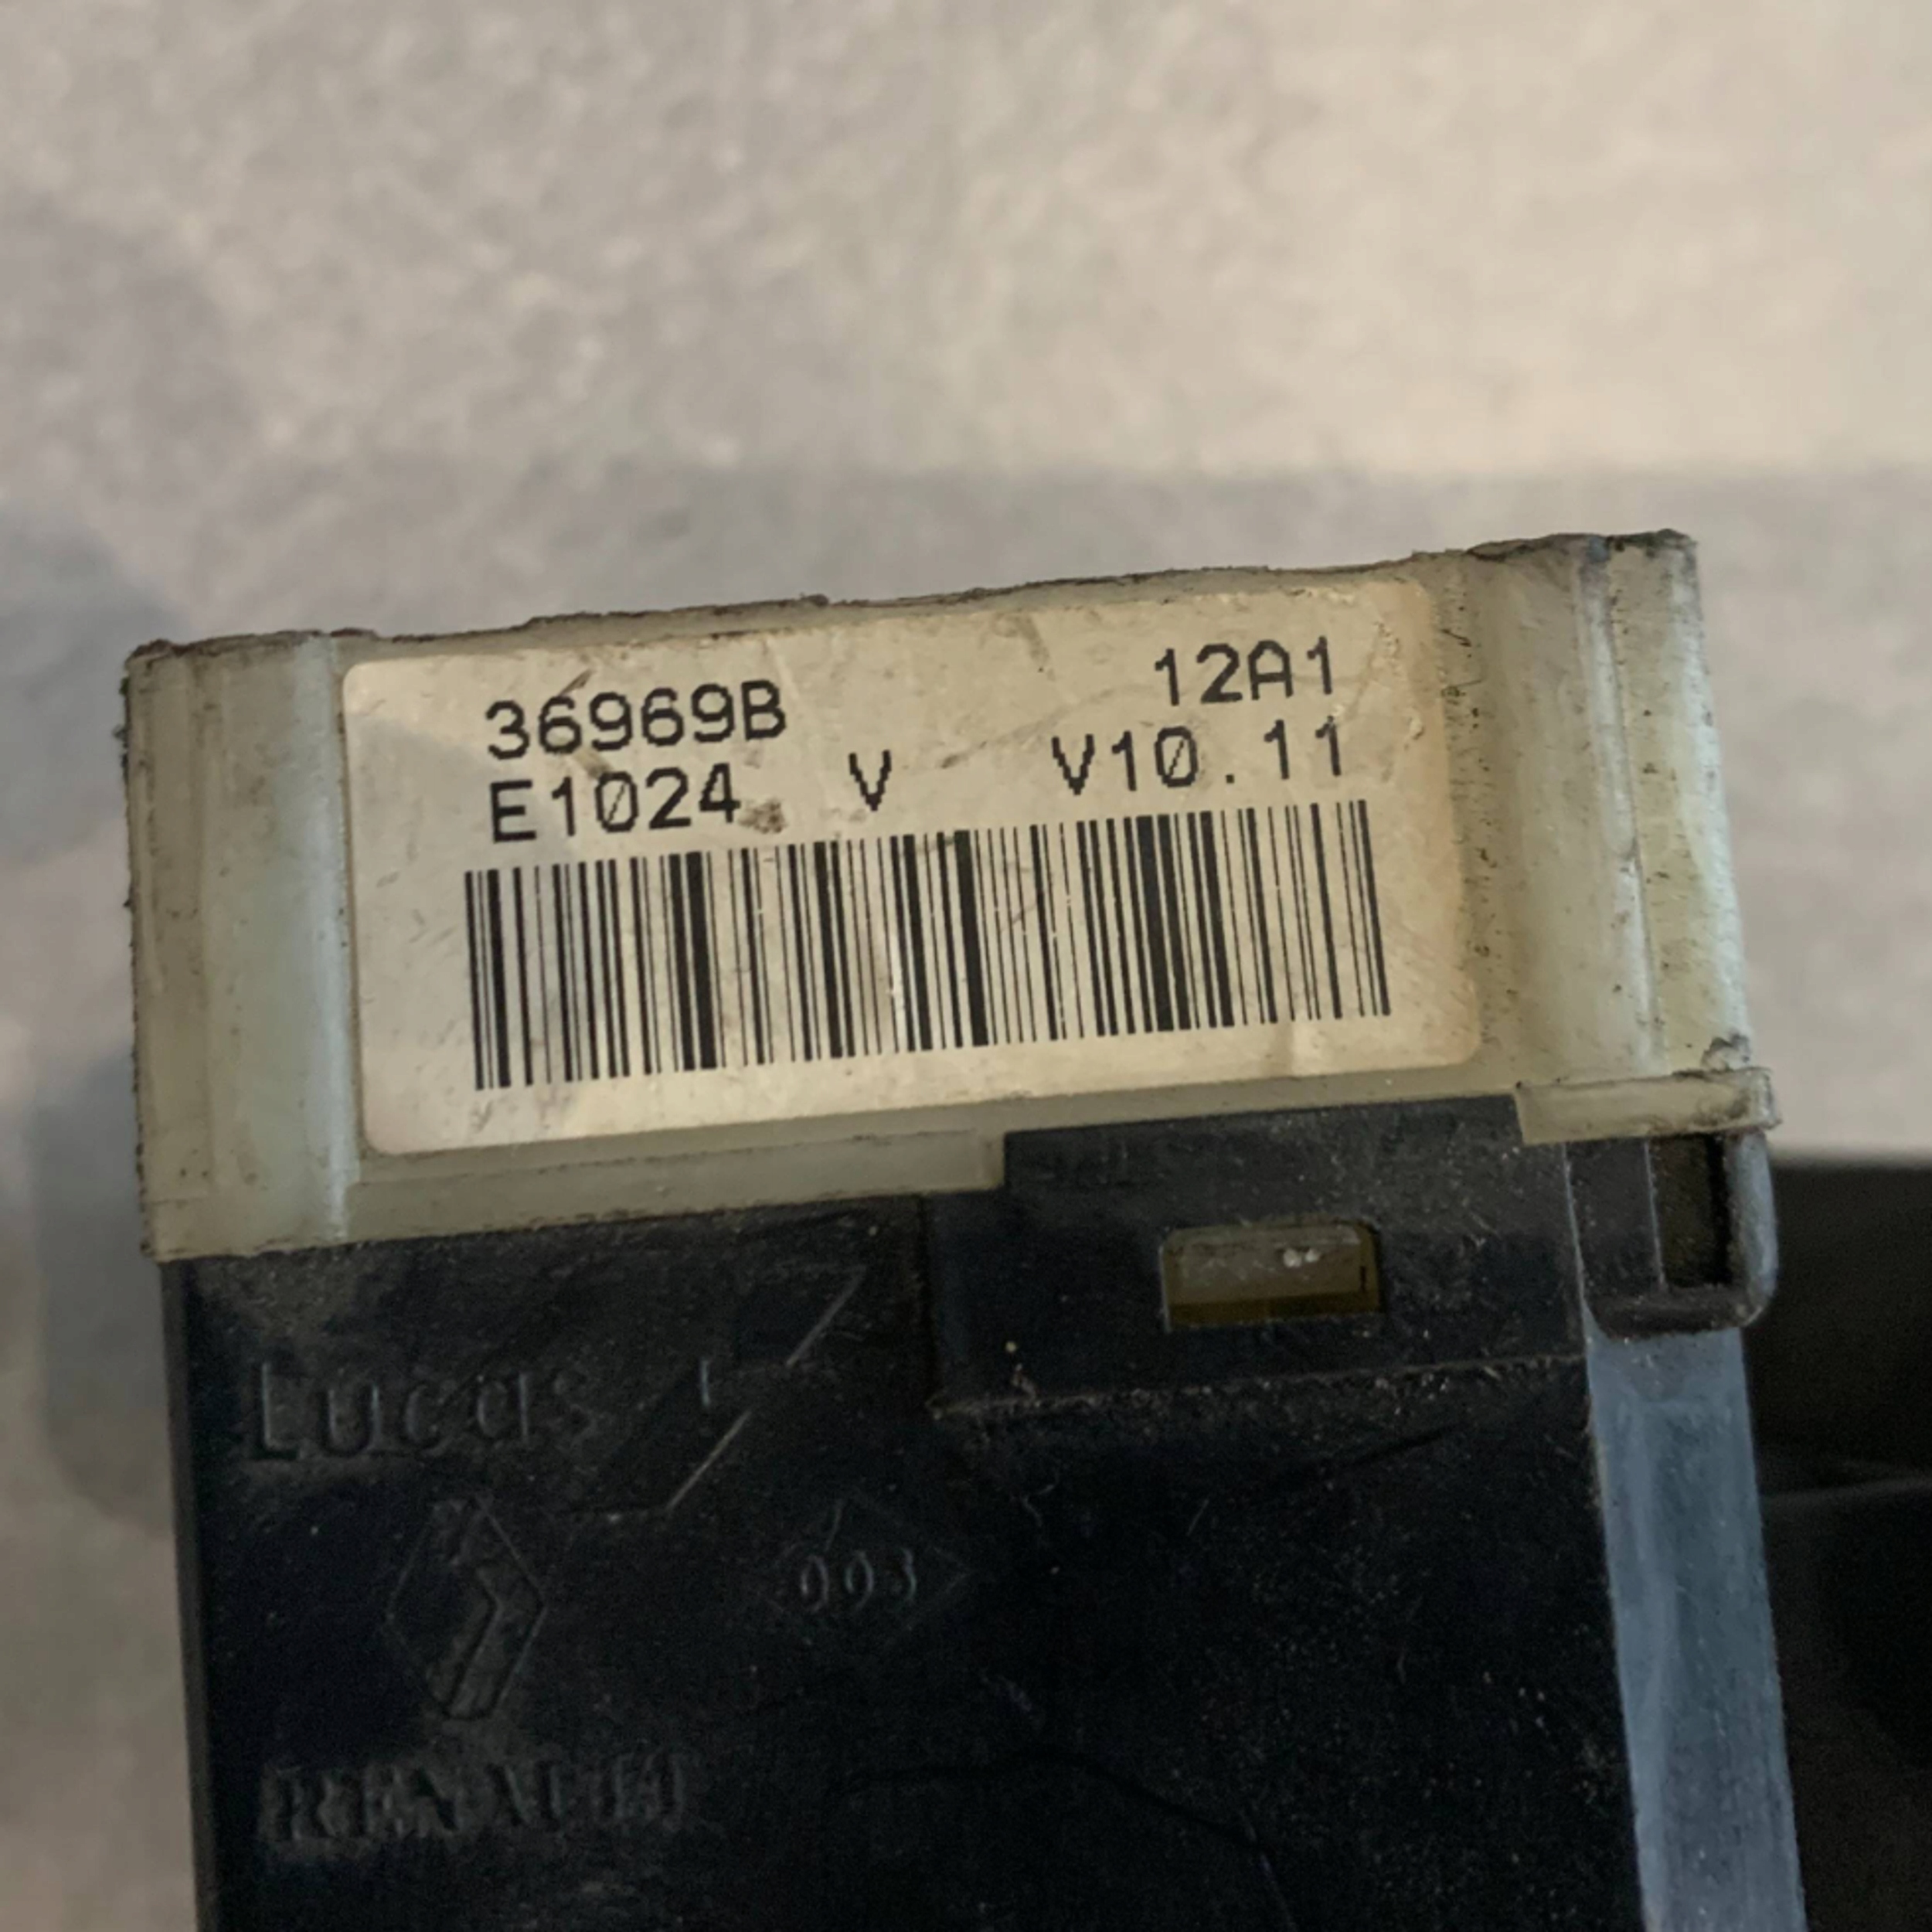 36969B 12A1
E1024 V V10.11
Lucas
003
RENAULT